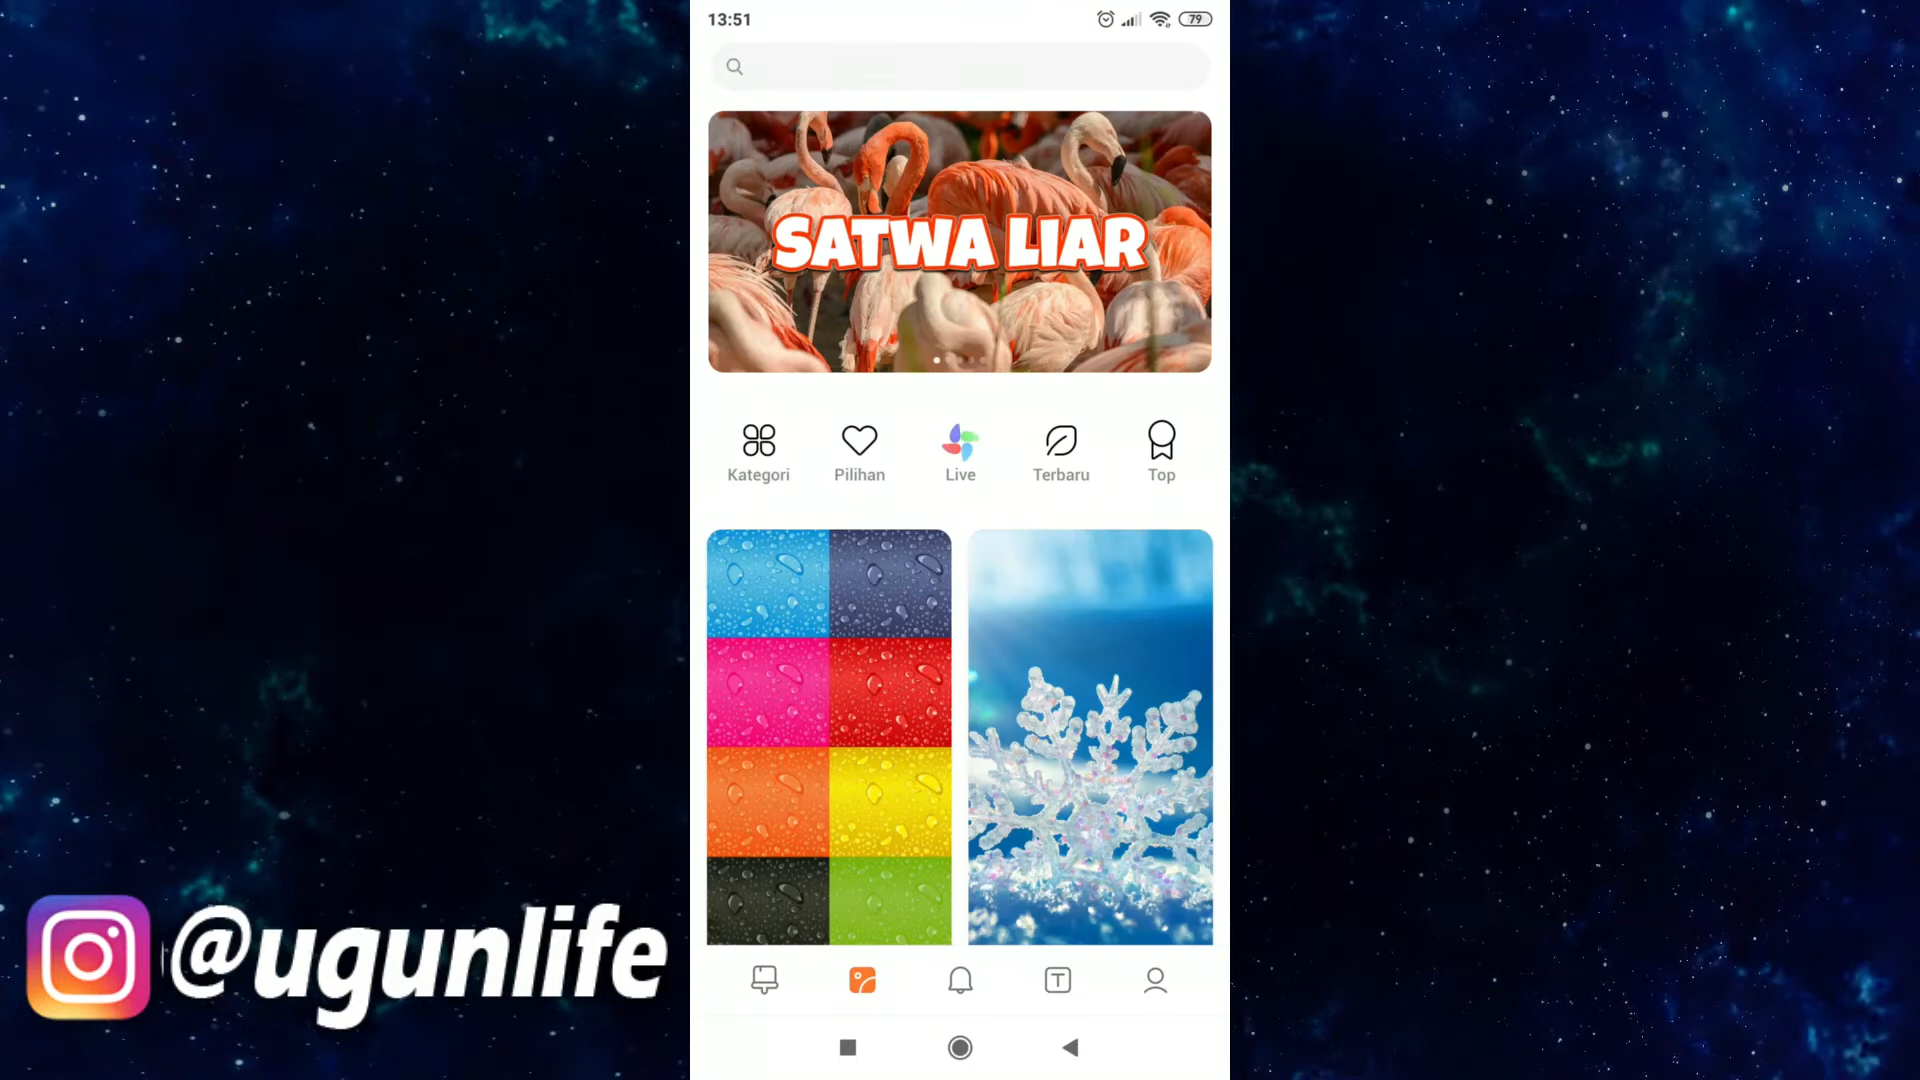 13:51
79
SATWA LIAR
Kategori
Pilihan
Live
Terbaru
Top
T
@ugunlife